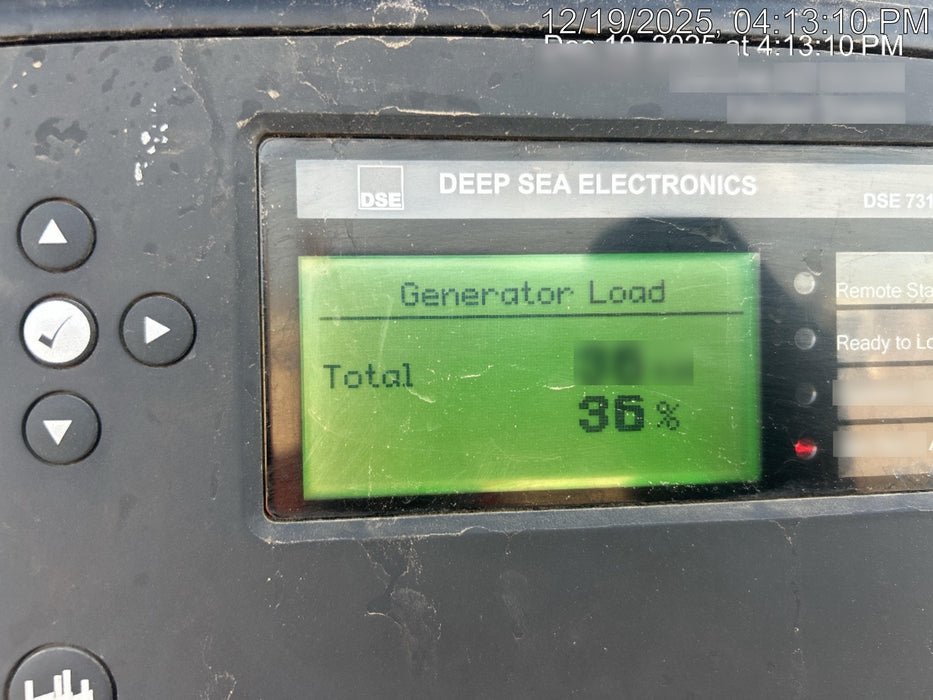 12/19/2025, 04:13:10 PM
Dec 19, 2025 at 4:13:10 PM
DSE
DEEP SEA ELECTRONICS
DSE 731
Generator Load
Remote Sta
Ready to Lo
Total
36 %